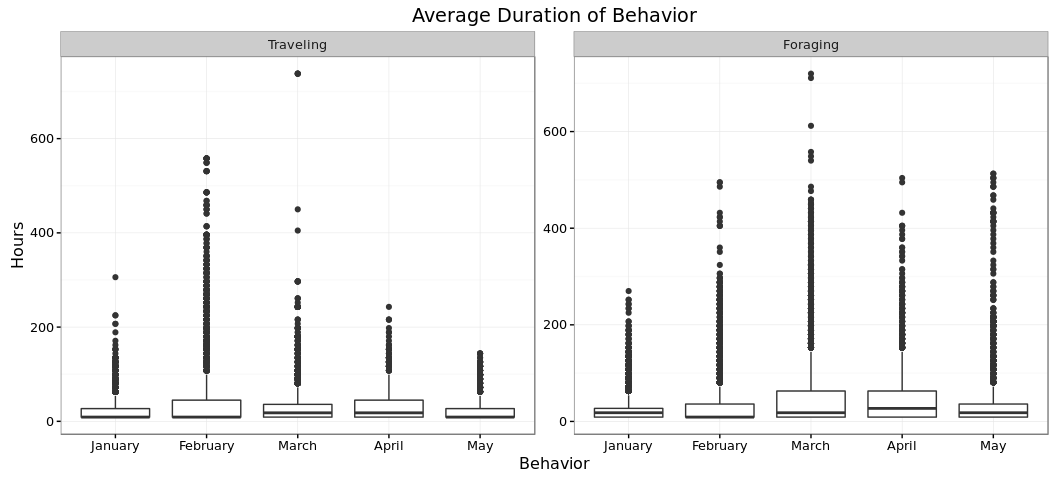 Average Duration of Behavior
Traveling
Foraging
Hours
600
400
200
0
600
400
200
0
January February March April May
January February March April May
Behavior